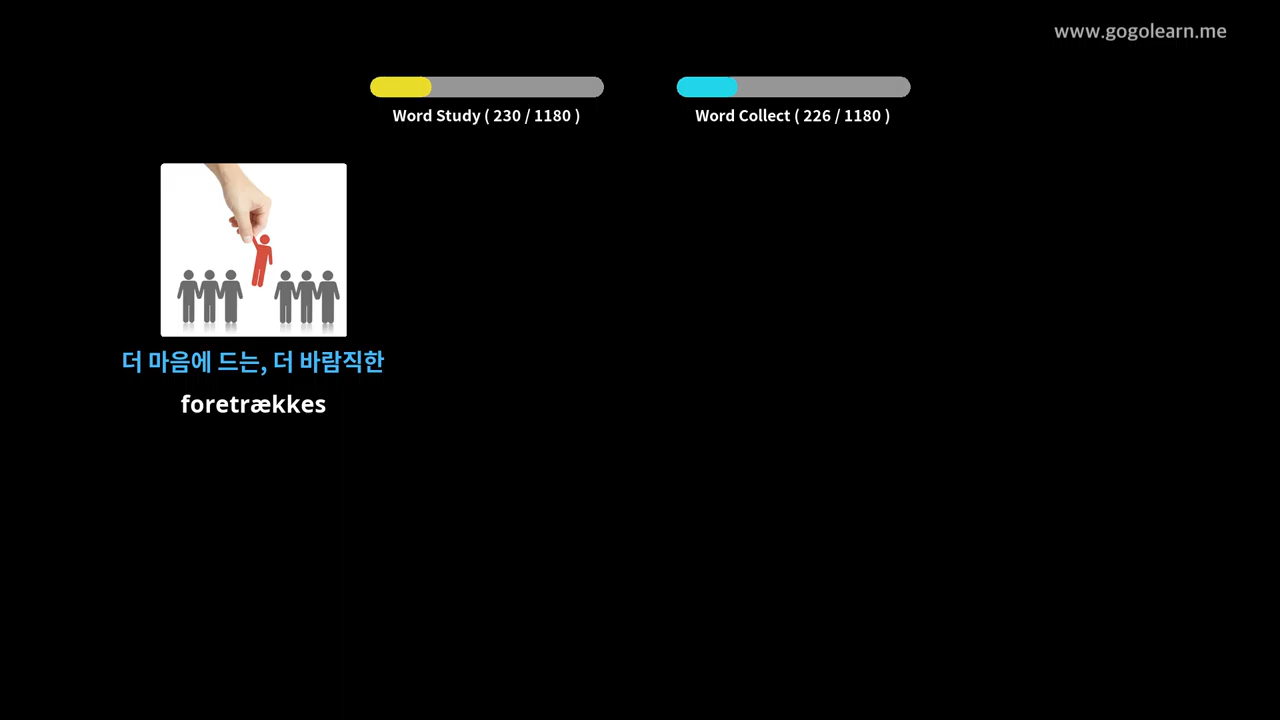 www.gogolearn.me
Word Study ( 230 / 1180 )
Word Collect ( 226 / 1180 )
더 마음에 드는, 더 바람직한
foretrækkes